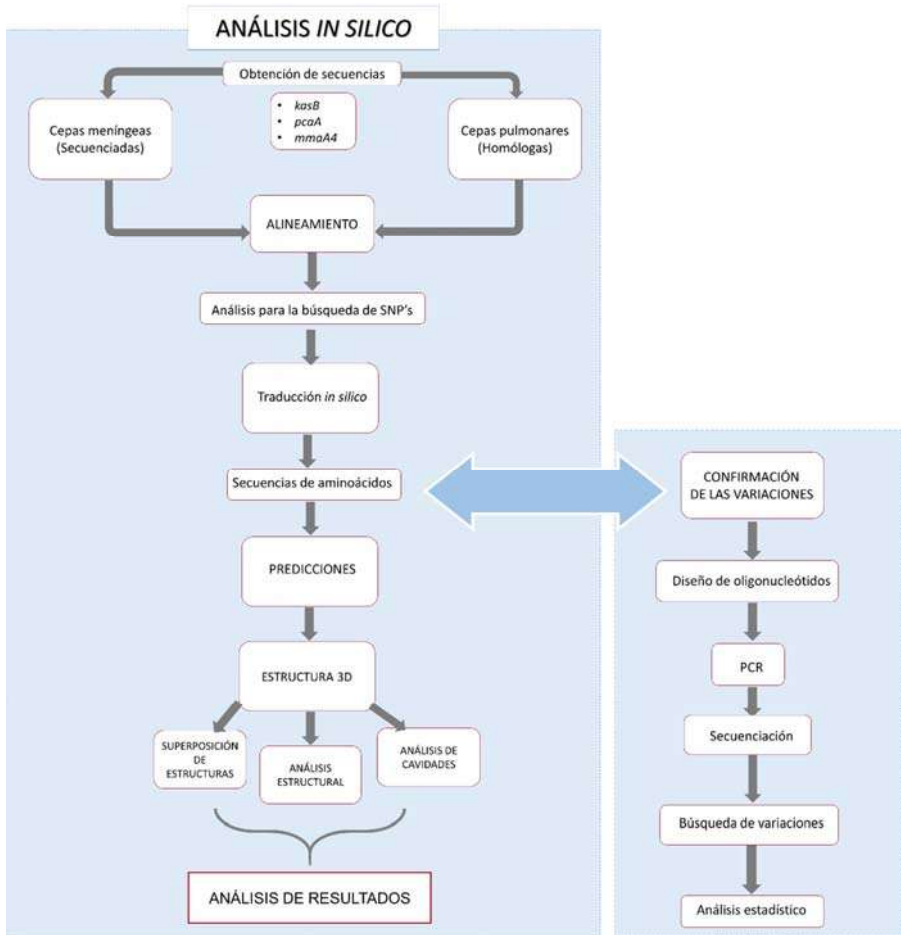 ANÁLISIS IN SILICO
Obtención de secuencias
• kasB
• pcaA
• mmaA4
Cepas meníngeas
(Secuenciadas)
Cepas pulmonares
(Homólogas)
ALINEAMIENTO
Análisis para la búsqueda de SNP's
Traducción in silico
Secuencias de aminoácidos
PREDICCIONES
ESTRUCTURA 3D
SUPERPOSICIÓN
DE
ESTRUCTURAS
ANÁLISIS
ESTRUCTURAL
ANÁLISIS DE
CAVIDADES
ANÁLISIS DE RESULTADOS
CONFIRMACIÓN
DE LAS VARIACIONES
Diseño de oligonucleótidos
PCR
Secuenciación
Búsqueda de variaciones
Análisis estadístico